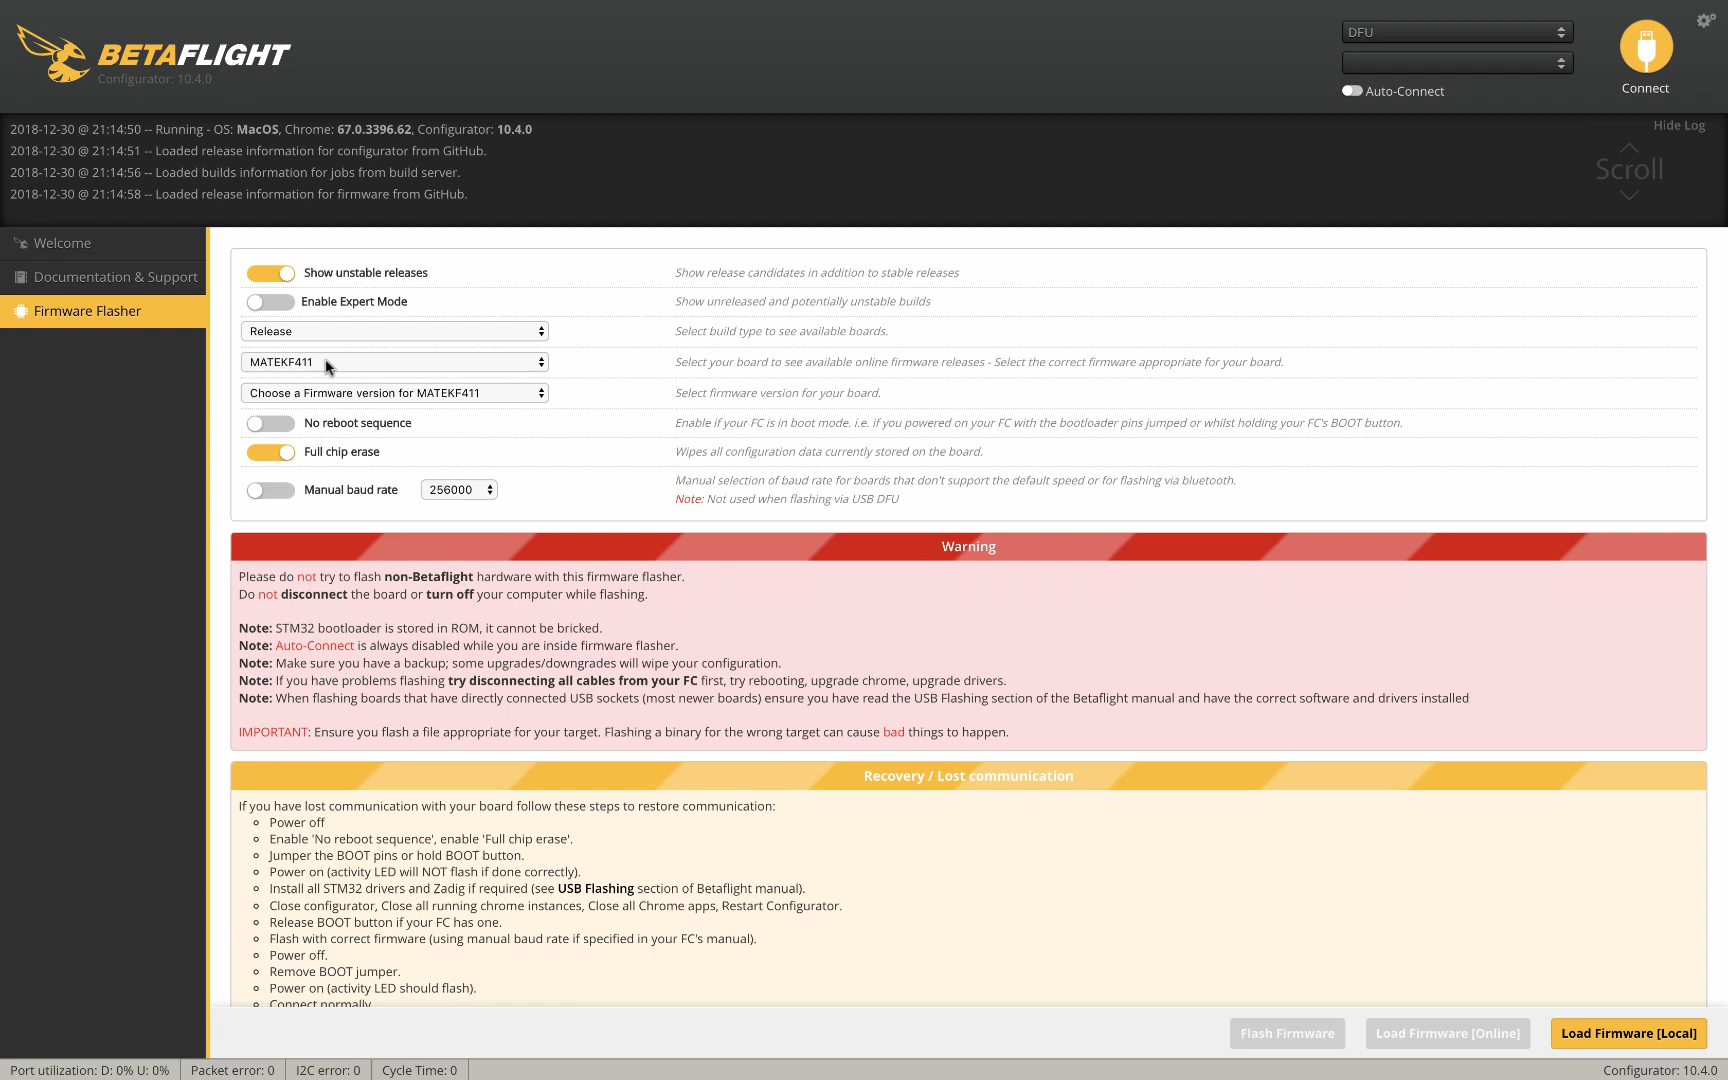 BETAFLIGHT
Configurator: 10.4.0
DFU
Auto-Connect
Connect
2018-12-30 @ 21:14:50 -- Running - OS: MacOS, Chrome: 67.0.3396.62, Configurator: 10.4.0
2018-12-30 @ 21:14:51 -- Loaded release information for configurator from GitHub.
2018-12-30 @ 21:14:56 -- Loaded builds information for jobs from build server.
2018-12-30 @ 21:14:58 -- Loaded release information for firmware from GitHub.
Hide Log
Scroll
Welcome
Documentation & Support
Firmware Flasher
Show unstable releases Show release candidates in addition to stable releases
Enable Expert Mode Show unreleased and potentially unstable builds
Release Select build type to see available boards.
MATEKF411 Select your board to see available online firmware releases - Select the correct firmware appropriate for your board.
Choose a Firmware version for MATEKF411 Select firmware version for your board.
No reboot sequence Enable if your FC is in boot mode. i.e. if you powered on your FC with the bootloader pins jumped or whilst holding your FC's BOOT button.
Full chip erase Wipes all configuration data currently stored on the board.
Manual baud rate 256000 Manual selection of baud rate for boards that don't support the default speed or for flashing via bluetooth.
Note: Not used when flashing via USB DFU
Warning
Please do not try to flash non-Betaflight hardware with this firmware flasher.
Do not disconnect the board or turn off your computer while flashing.
Note: STM32 bootloader is stored in ROM, it cannot be bricked.
Note: Auto-Connect is always disabled while you are inside firmware flasher.
Note: Make sure you have a backup; some upgrades/downgrades will wipe your configuration.
Note: If you have problems flashing try disconnecting all cables from your FC first, try rebooting, upgrade chrome, upgrade drivers.
Note: When flashing boards that have directly connected USB sockets (most newer boards) ensure you have read the USB Flashing section of the Betaflight manual and have the correct software and drivers installed
IMPORTANT: Ensure you flash a file appropriate for your target. Flashing a binary for the wrong target can cause bad things to happen.
Recovery / Lost communication
If you have lost communication with your board follow these steps to restore communication:
Power off
Enable 'No reboot sequence', enable 'Full chip erase'.
Jumper the BOOT pins or hold BOOT button.
Power on (activity LED will NOT flash if done correctly).
Install all STM32 drivers and Zadig if required (see USB Flashing section of Betaflight manual).
Close configurator, Close all running chrome instances, Close all Chrome apps, Restart Configurator.
Release BOOT button if your FC has one.
Flash with correct firmware (using manual baud rate if specified in your FC's manual).
Power off.
Remove BOOT jumper.
Power on (activity LED should flash).
Connect normally.
Flash Firmware
Load Firmware [Online]
Load Firmware [Local]
Port utilization: D: 0% U: 0%
Packet error: 0
I2C error: 0
Cycle Time: 0
Configurator: 10.4.0